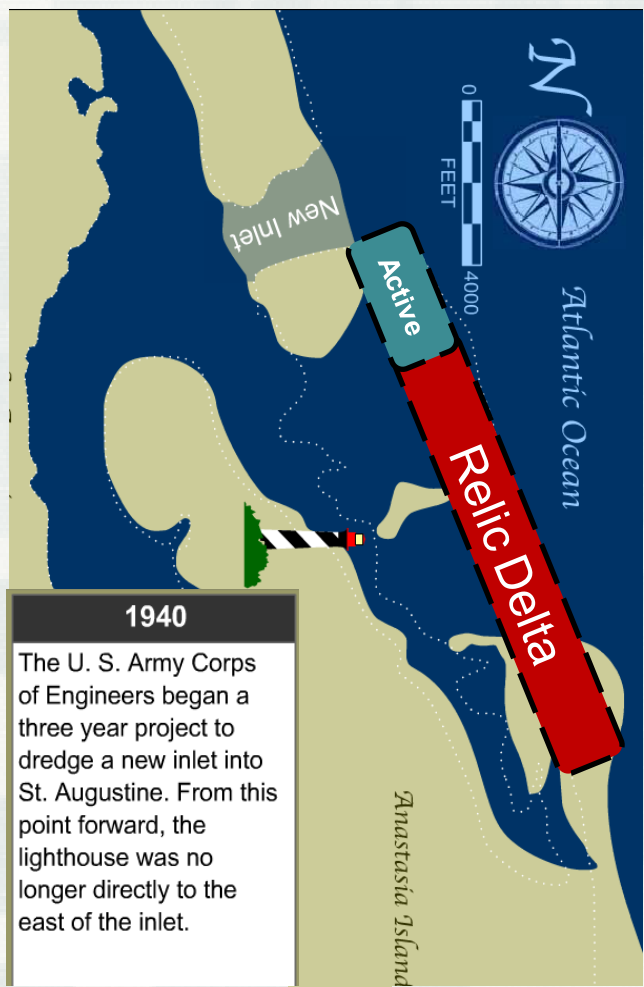 N
0
FEET
4000
New Inlet
Active
Atlantic Ocean
Relic Delta
1940
The U. S. Army Corps
of Engineers began a
three year project to
dredge a new inlet into
St. Augustine. From this
point forward, the
lighthouse was no
longer directly to the
east of the inlet.
Anastasia Island